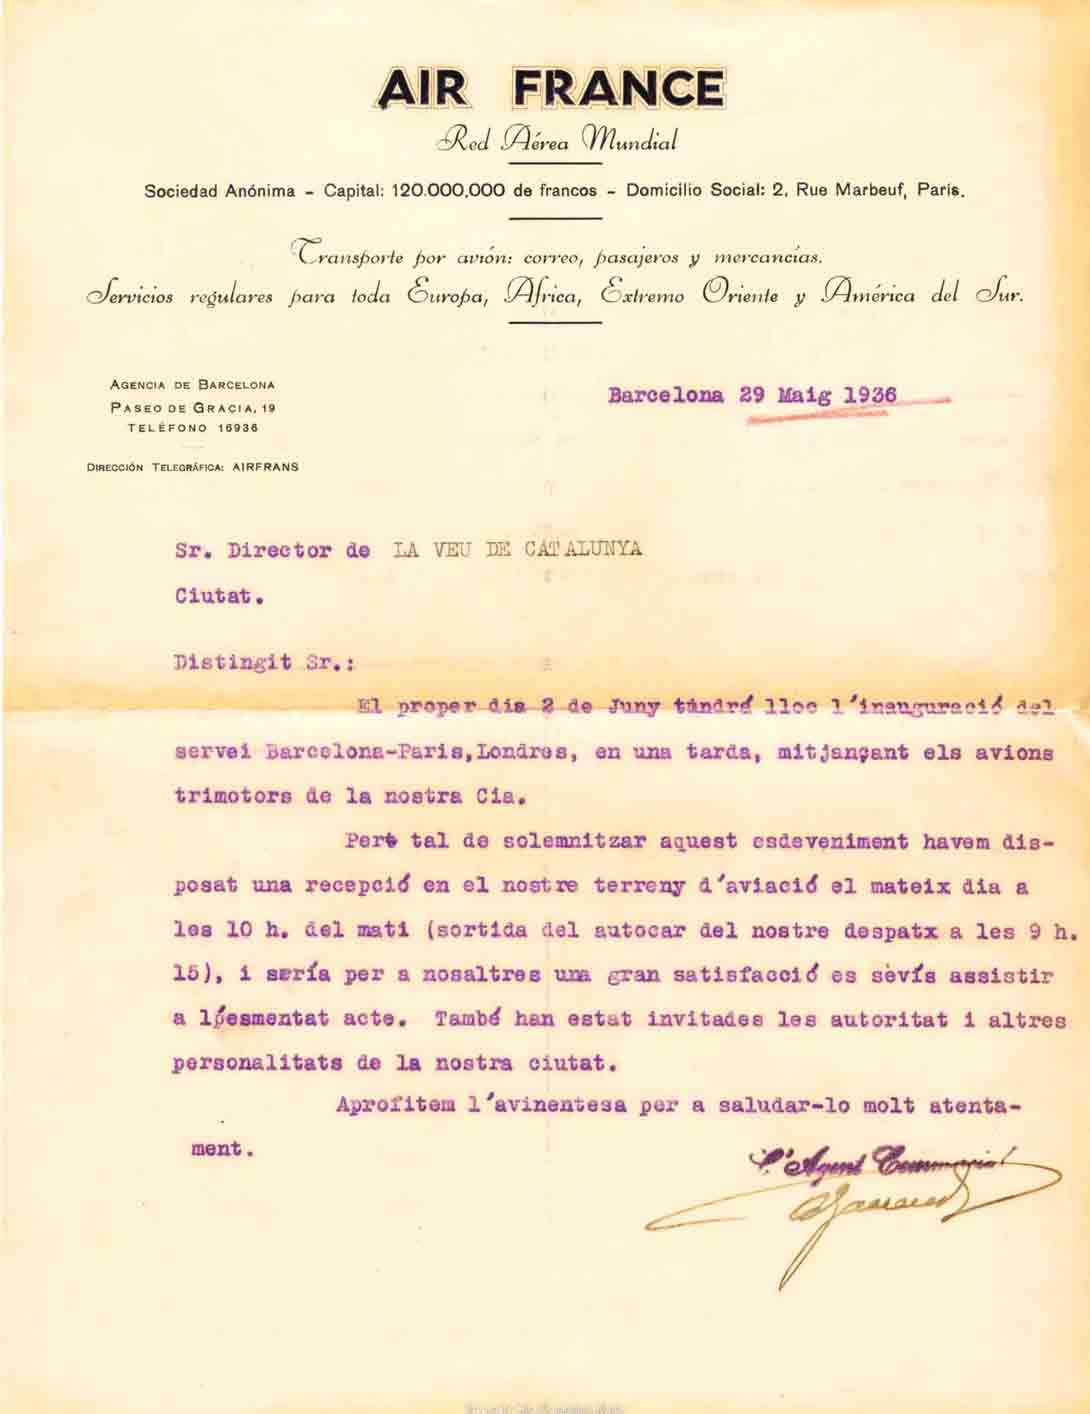 AIR FRANCE
Red Aérea Mundial
Sociedad Anónima - Capital: 120.000.000 de francos - Domicilio Social: 2, Rue Marbeuf, París.
Transporte por avión: correo, pasajeros y mercancías.
Servicios regulares para toda Europa, Africa, Extremo Oriente y América del Sur.
AGENCIA DE BARCELONA
PASEO DE GRACIA, 19
TELÉFONO 16936
DIRECCIÓN TELEGRÁFICA: AIRFRANS
Barcelona 29 Maig 1936
Sr. Director de LA VEU DE CATALUNYA
Ciutat.
Distingit Sr.:
El proper dia 2 de Juny tindrá lloc l'inauguració del
servei Barcelona-Paris,Londres, en una tarda, mitjançant els avions
trimotors de la nostra Cia.
Per tal de solemnitzar aquest esdeveniment havem dis-
posat una recepció en el nostre terreny d'aviació el mateix dia a
les 10 h. del mati (sortida del autocar del nostre despatx a les 9 h.
15), i sería per a nosaltres una gran satisfacció es sèvís assistir
a l'esmentat acte. També han estat invitades les autoritat i altres
personalitats de la nostra ciutat.
Aprofitem l'avinentesa per a saludar-lo molt atenta-
ment.
L'Agent Commercial